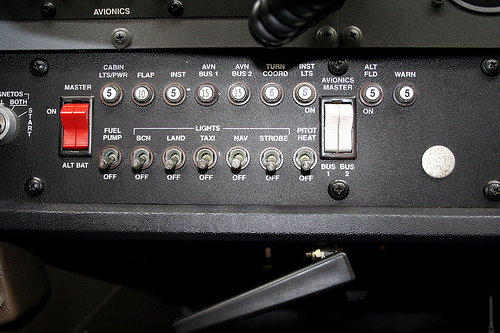 AVIONICS
CABIN LTS/PWR FLAP INST AVN BUS 1 AVN BUS 2 TURN COORD INST LTS ALT FLD WARN
MASTER AVIONICS MASTER
5 10 5 15 15 5 5 5 5
BOTH
START
ON ON ON
FUEL PUMP LIGHTS PITOT HEAT
BCN LAND TAXI NAV STROBE
ALT BAT
OFF OFF OFF OFF OFF OFF OFF
BUS 1 BUS 2